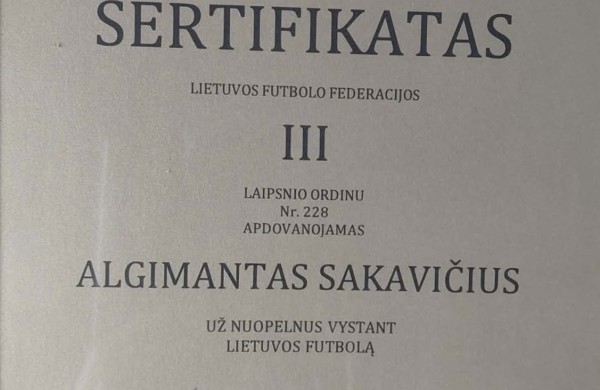 SERTIFIKATAS
LIETUVOS FUTBOLO FEDERACIJOS
III
LAIPSNIO ORDINU
Nr. 228
APDOVANOJAMAS
ALGIMANTAS SAKAVIČIUS
UŽ NUOPELNUS VYSTANT
LIETUVOS FUTBOLĄ